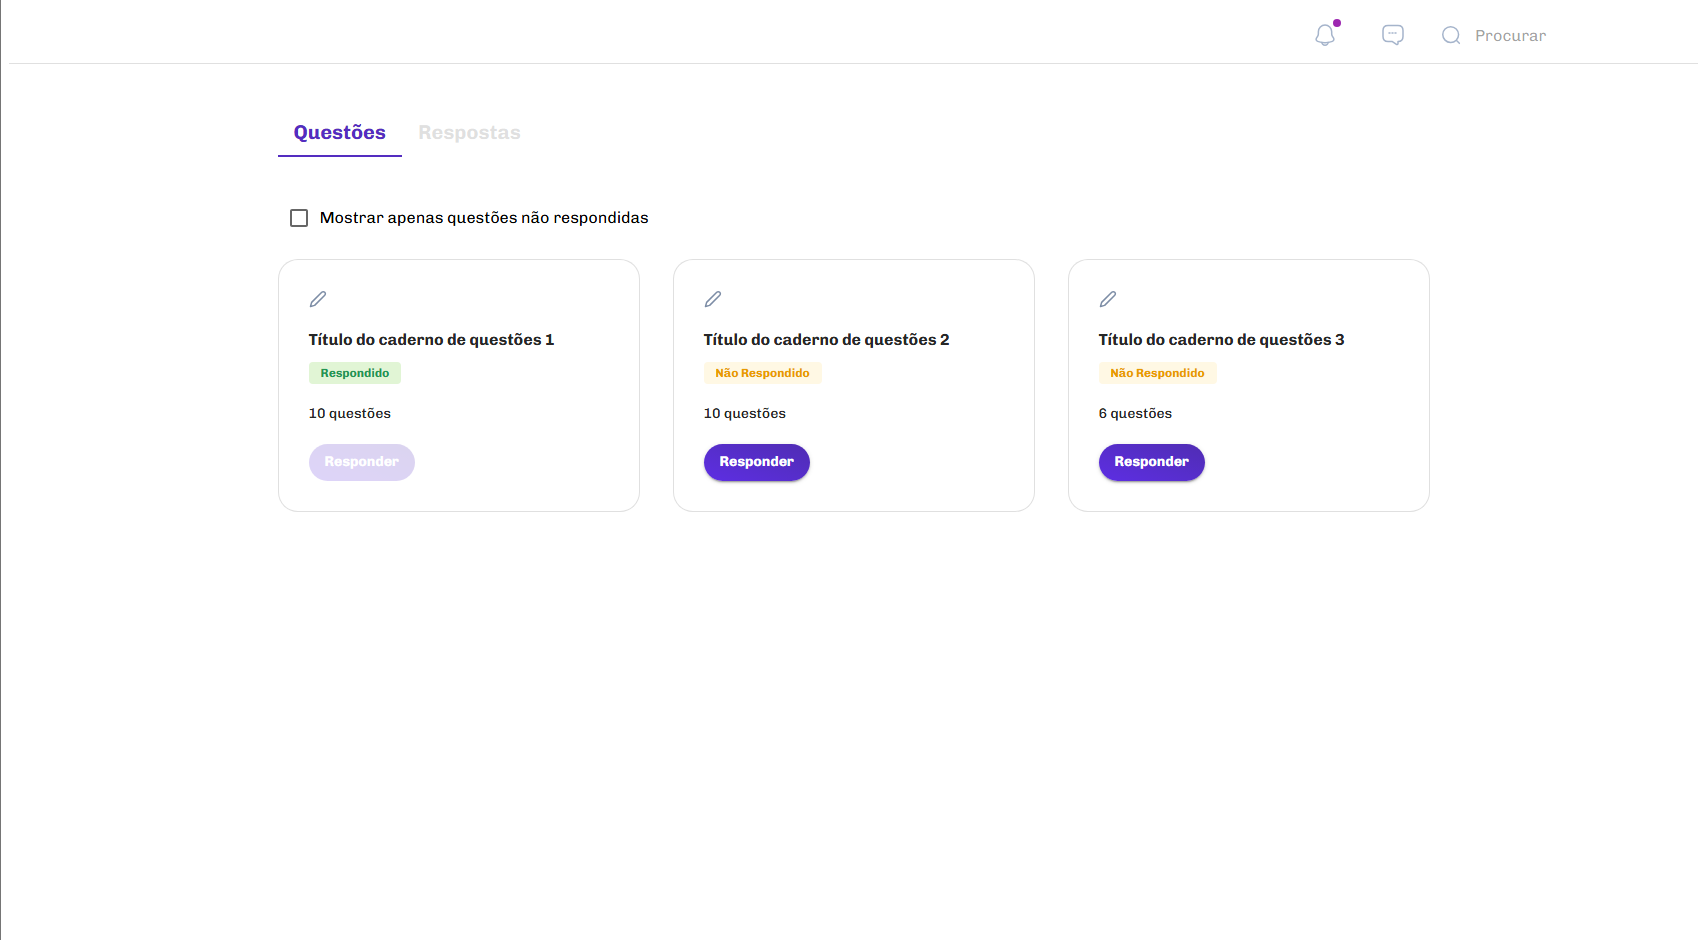 Procurar
Questões Respostas
Mostrar apenas questões não respondidas
Título do caderno de questões 1
Respondido
10 questões
Responder
Título do caderno de questões 2
Não Respondido
10 questões
Responder
Título do caderno de questões 3
Não Respondido
6 questões
Responder